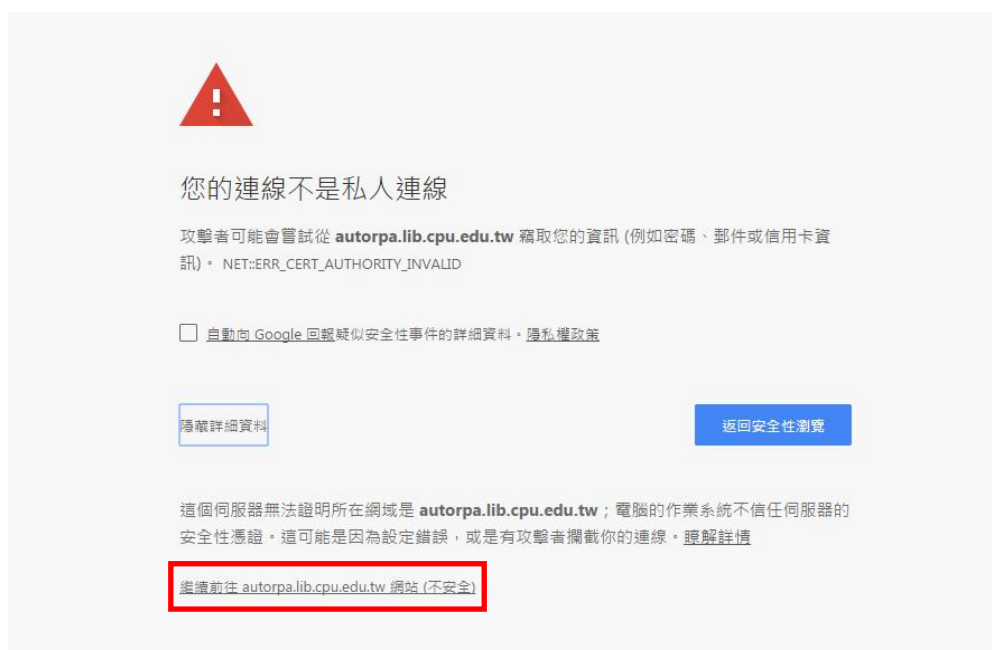 您的連線不是私人連線
攻擊者可能會嘗試從 autorpa.lib.cpu.edu.tw 竊取您的資訊 (例如密碼、郵件或信用卡資
訊)。 NET::ERR_CERT_AUTHORITY_INVALID
自動向 Google 回報疑似安全性事件的詳細資料。隱私權政策
隱藏詳細資料
返回安全性瀏覽
這個伺服器無法證明所在網域是 autorpa.lib.cpu.edu.tw；電腦的作業系統不信任伺服器的
安全性憑證。這可能是因為設定錯誤，或是有攻擊者攔截你的連線。瞭解詳情
繼續前往 autorpa.lib.cpu.edu.tw 網站 (不安全)